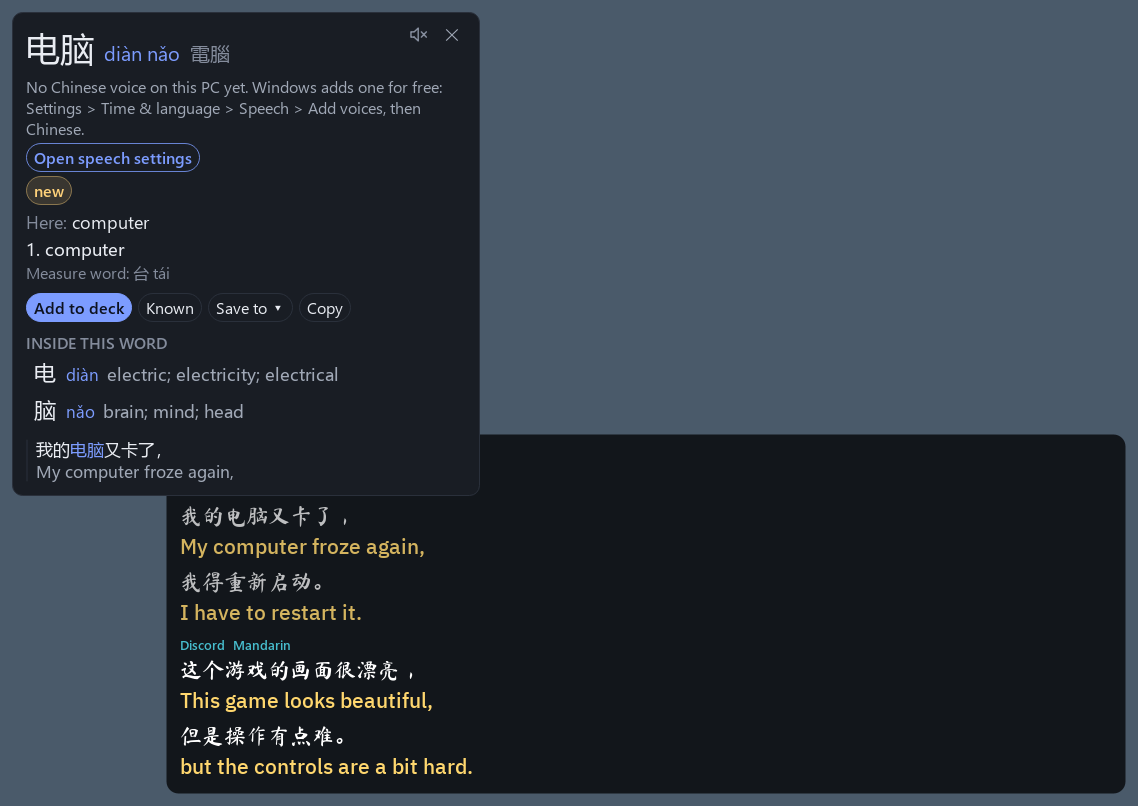 电脑 diàn nǎo 電腦
No Chinese voice on this PC yet. Windows adds one for free:
Settings > Time & language > Speech > Add voices, then
Chinese.
Open speech settings
new
Here: computer
1. computer
Measure word: 台 tái
Add to deck Known Save to ▼ Copy
INSIDE THIS WORD
电 diàn electric; electricity; electrical
脑 nǎo brain; mind; head
我的电脑又卡了，
My computer froze again,
我的电脑又卡了，
My computer froze again,
我得重新启动。
I have to restart it.
Discord Mandarin
这个游戏的画面很漂亮，
This game looks beautiful,
但是操作有点难。
but the controls are a bit hard.